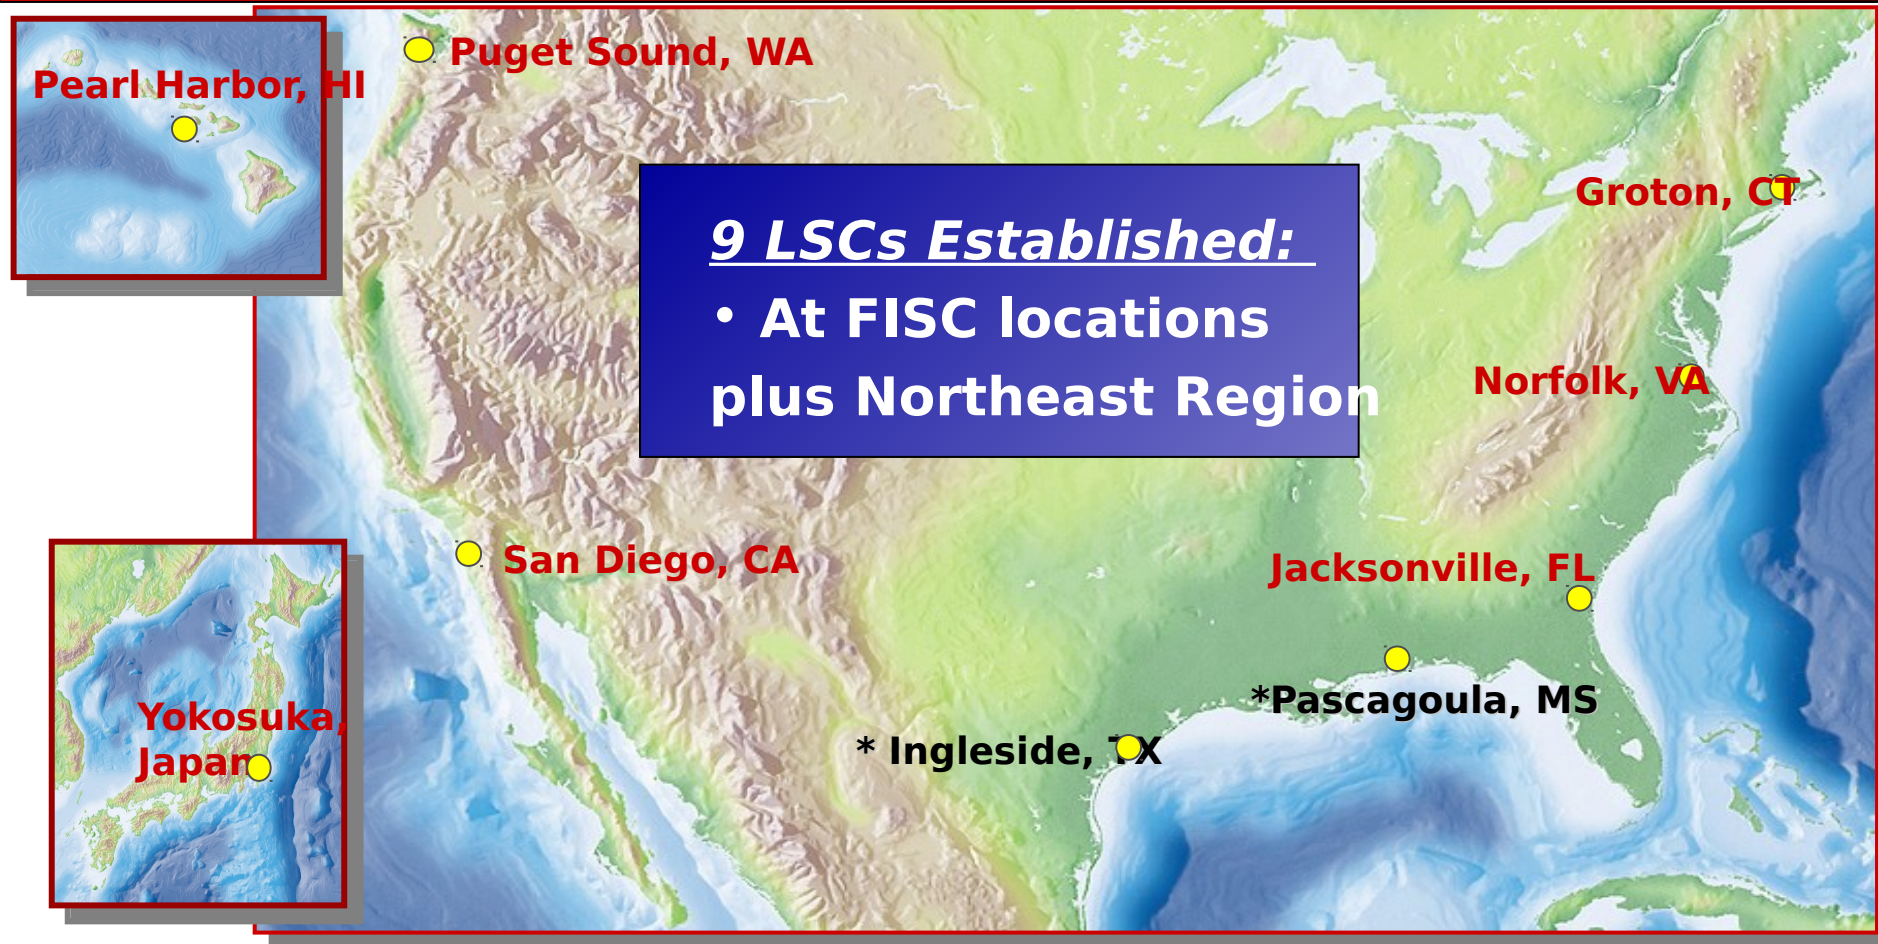 Puget Sound, WA
Pearl Harbor, HI
Groton, CT
9 LSCs Established:
• At FISC locations
plus Northeast Region
Norfolk, VA
San Diego, CA
Jacksonville, FL
*Pascagoula, MS
Yokosuka,
Japan
* Ingleside, TX